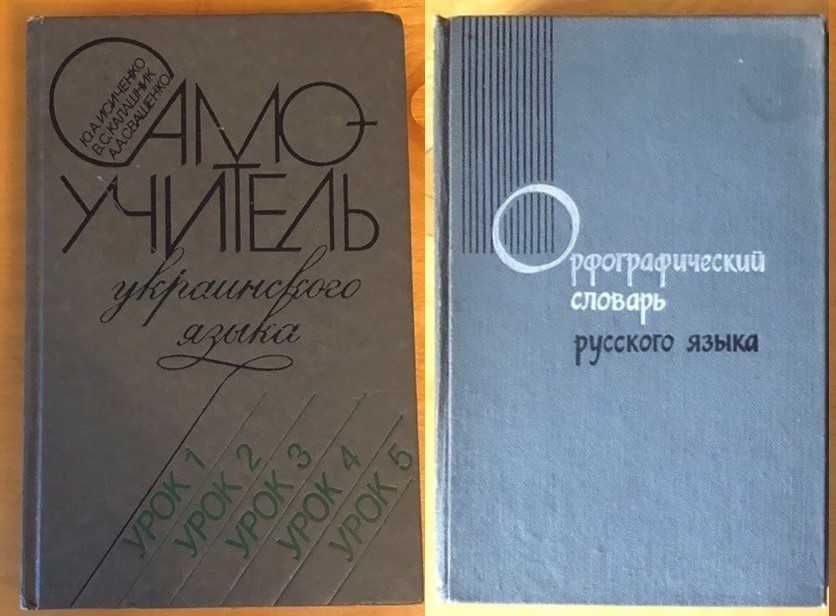 Ю.А.ИСИЧЕНКО
В.С.КАЛАШНИК
А.А.СВАШЕНКО
САМО-
УЧИТЕЛЬ
украинского
языка
УРОК 1
УРОК 2
УРОК 3
УРОК 4
УРОК 5
Орфографический
словарь
русского языка